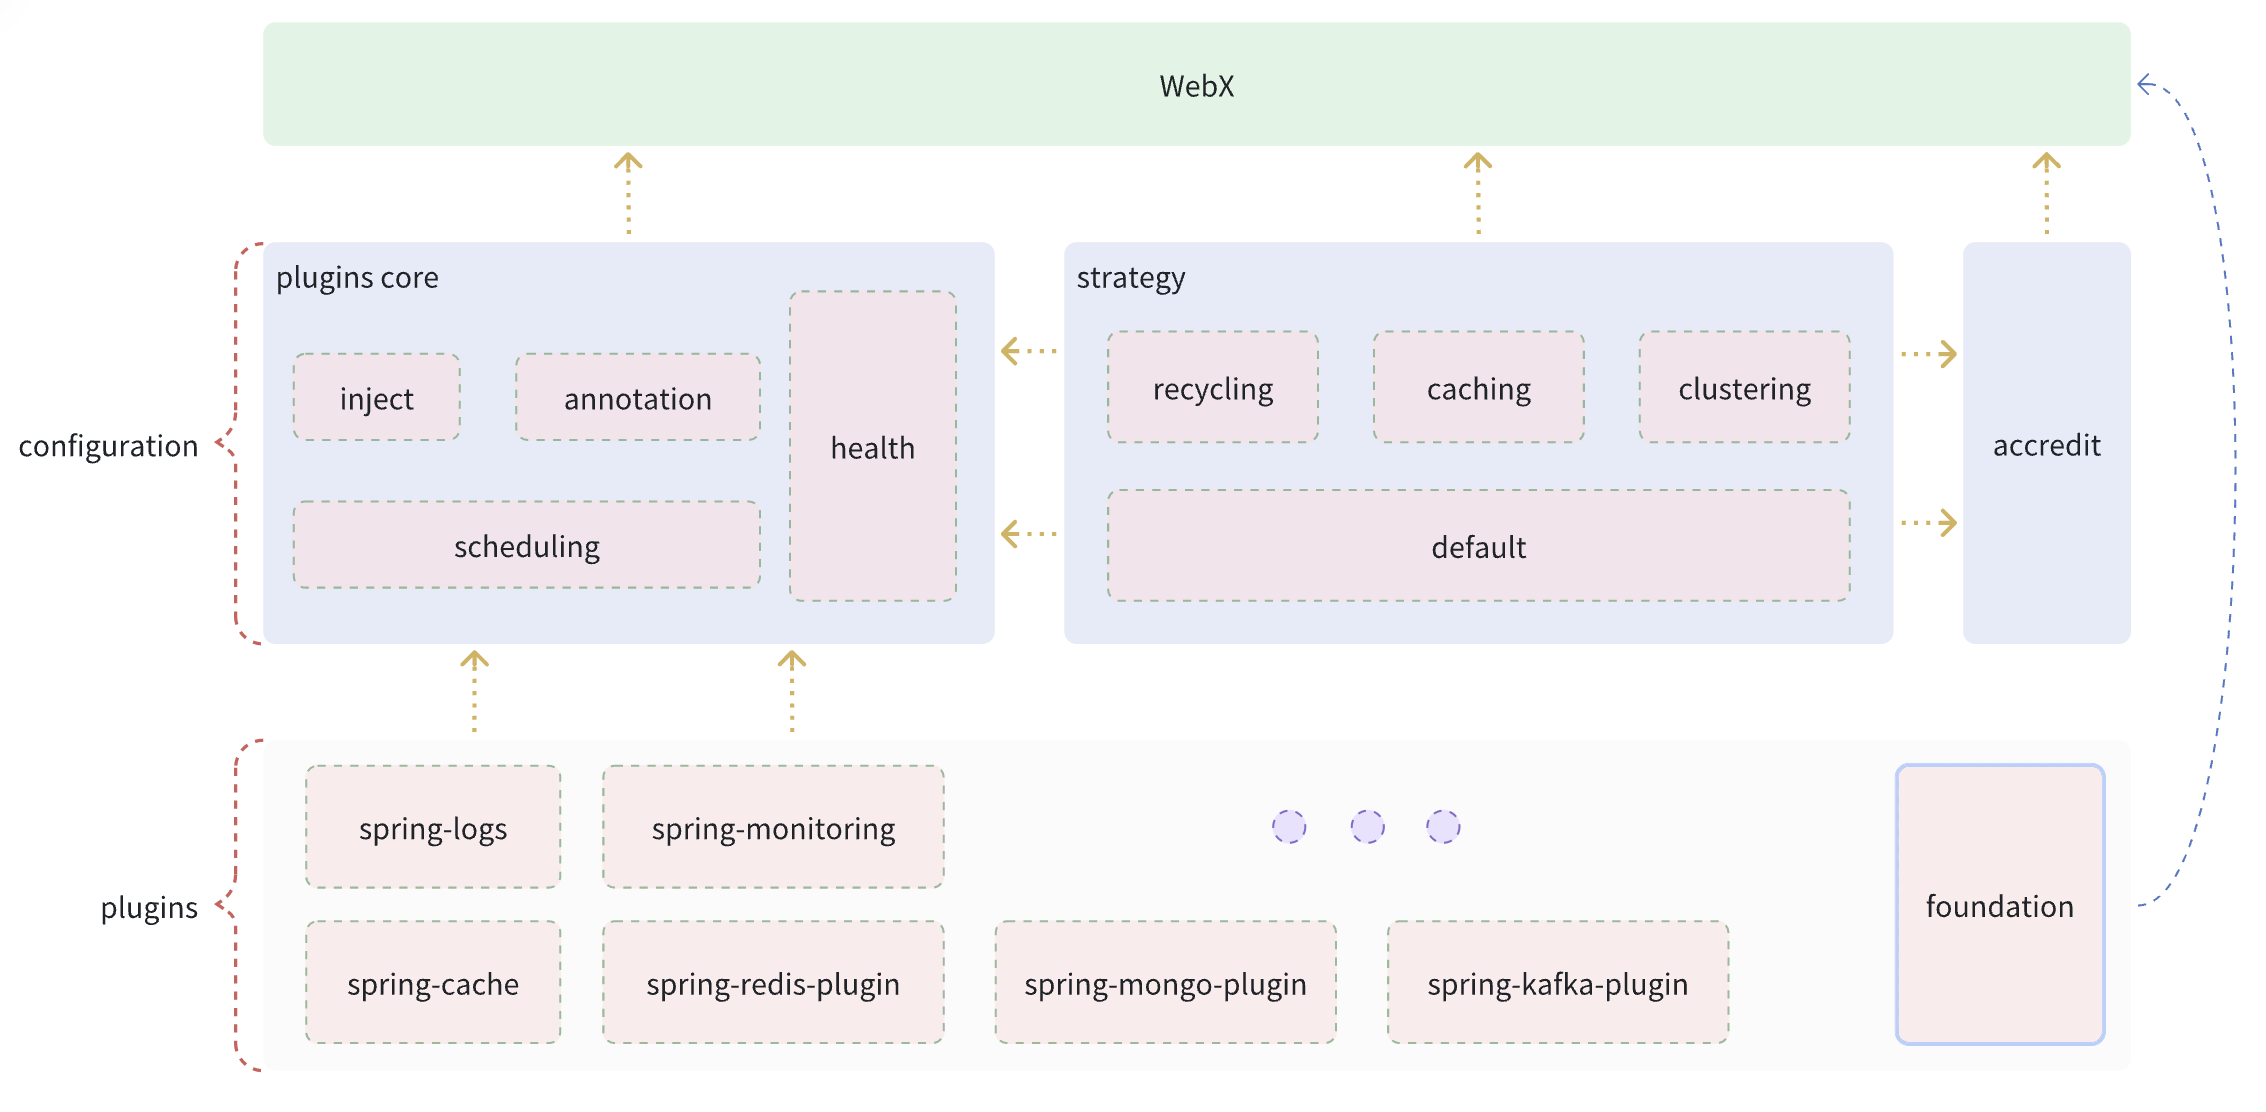 WebX
configuration
plugins core
inject
annotation
health
scheduling
strategy
recycling
caching
clustering
default
accredit
plugins
spring-logs
spring-monitoring
spring-cache
spring-redis-plugin
spring-mongo-plugin
spring-kafka-plugin
foundation